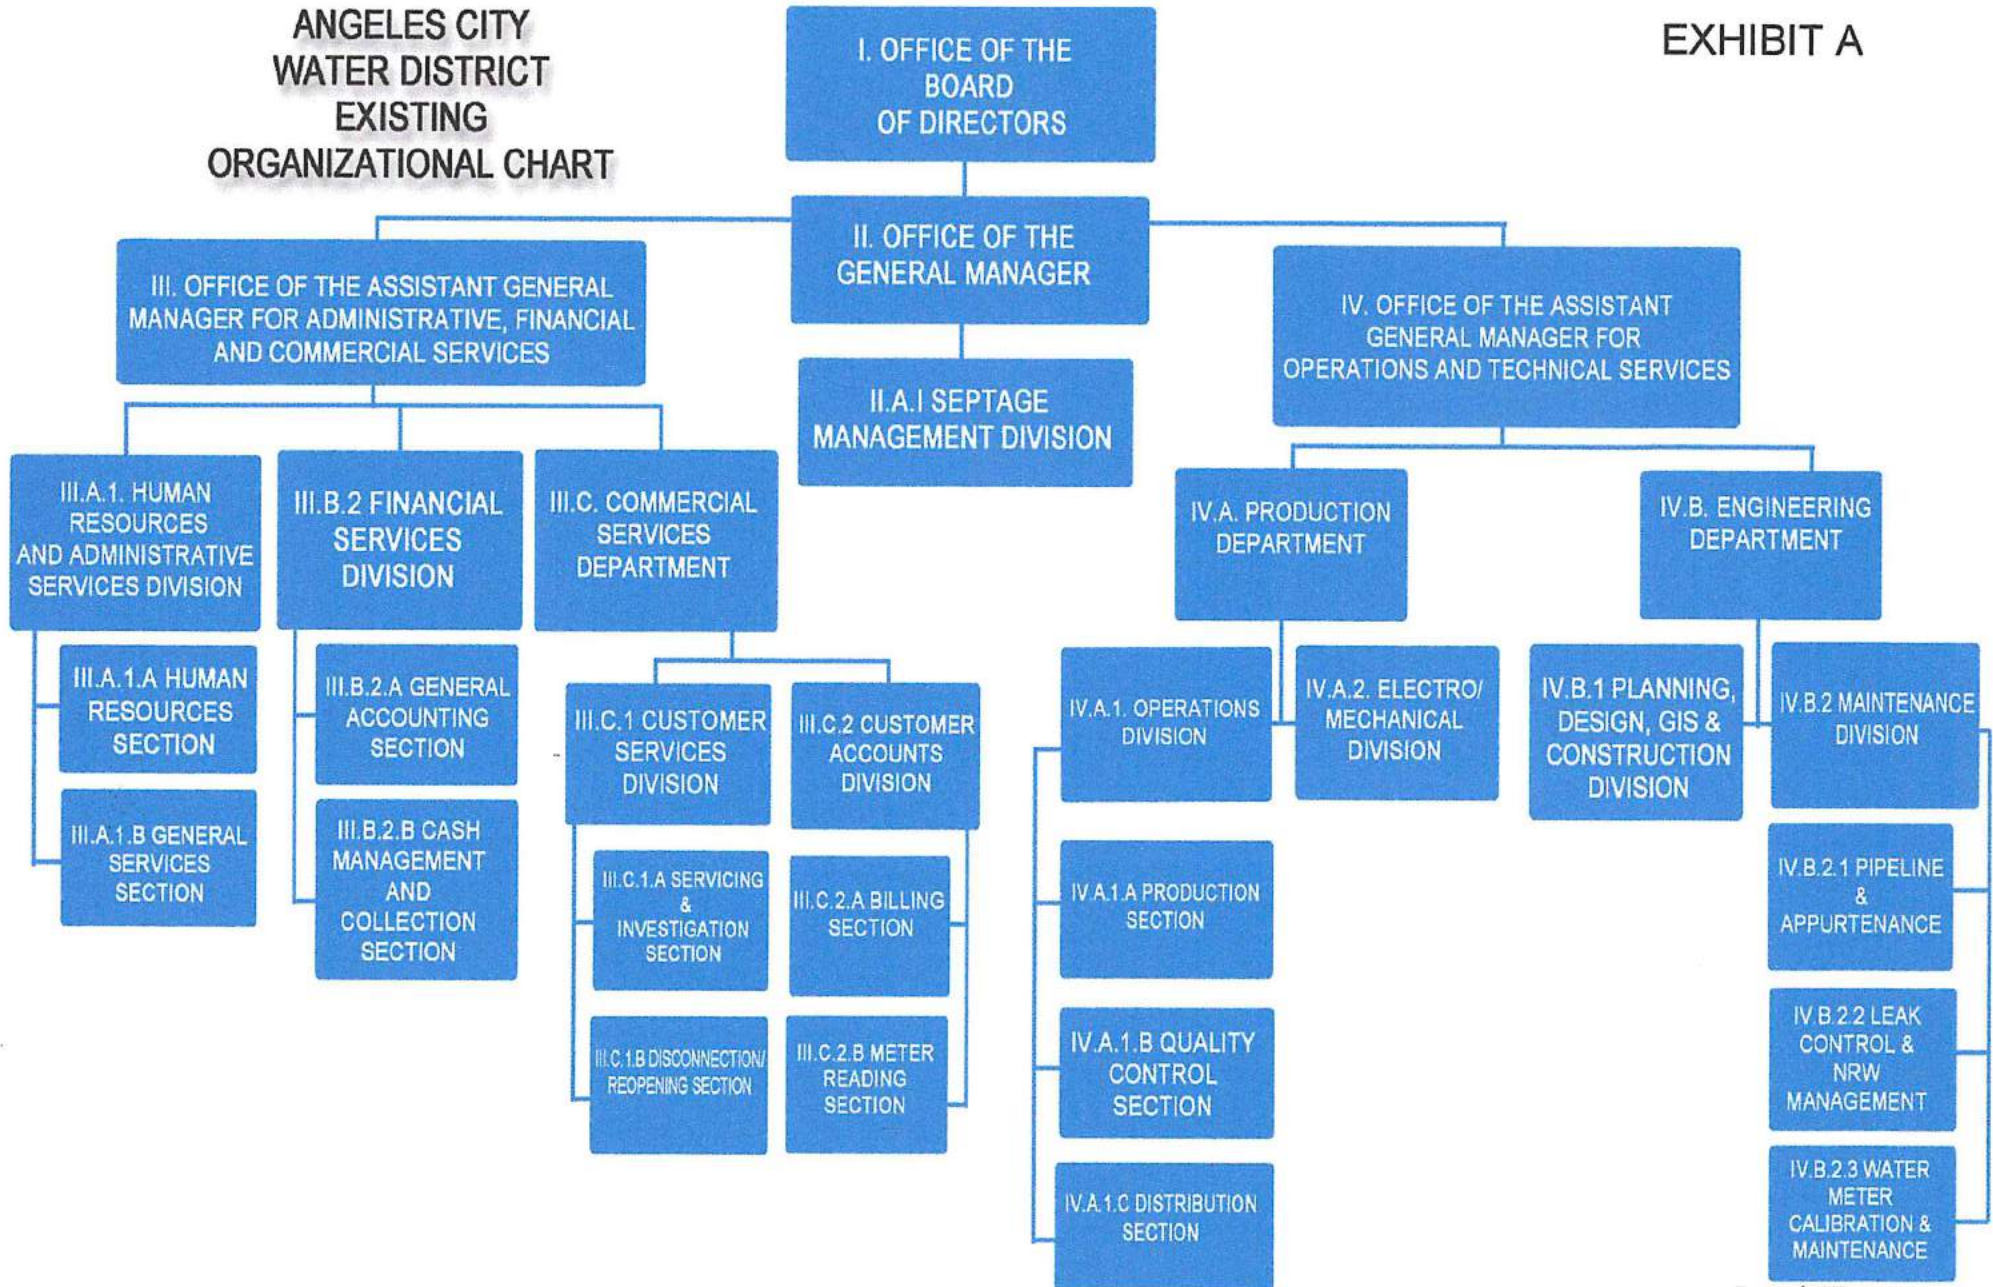 ANGELES CITY
WATER DISTRICT
EXISTING
ORGANIZATIONAL CHART
EXHIBIT A
I. OFFICE OF THE
BOARD
OF DIRECTORS
II. OFFICE OF THE
GENERAL MANAGER
III. OFFICE OF THE ASSISTANT GENERAL
MANAGER FOR ADMINISTRATIVE, FINANCIAL
AND COMMERCIAL SERVICES
IV. OFFICE OF THE ASSISTANT
GENERAL MANAGER FOR
OPERATIONS AND TECHNICAL SERVICES
II.A.I SEPTAGE
MANAGEMENT DIVISION
III.A.1. HUMAN
RESOURCES
AND ADMINISTRATIVE
SERVICES DIVISION
III.B.2 FINANCIAL
SERVICES
DIVISION
III.C. COMMERCIAL
SERVICES
DEPARTMENT
IV.A. PRODUCTION
DEPARTMENT
IV.B. ENGINEERING
DEPARTMENT
III.A.1.A HUMAN
RESOURCES
SECTION
III.A.1.B GENERAL
SERVICES
SECTION
III.B.2.A GENERAL
ACCOUNTING
SECTION
III.B.2.B CASH
MANAGEMENT
AND
COLLECTION
SECTION
III.C.1 CUSTOMER
SERVICES
DIVISION
III.C.2 CUSTOMER
ACCOUNTS
DIVISION
III.C.1.A SERVICING
&
INVESTIGATION
SECTION
III.C.2.A BILLING
SECTION
III.C.1.B DISCONNECTION/
REOPENING SECTION
III.C.2.B METER
READING
SECTION
IV.A.1. OPERATIONS
DIVISION
IV.A.2. ELECTRO/
MECHANICAL
DIVISION
IV.A.1.A PRODUCTION
SECTION
IV.A.1.B QUALITY
CONTROL
SECTION
IV.A.1.C DISTRIBUTION
SECTION
IV.B.1 PLANNING,
DESIGN, GIS &
CONSTRUCTION
DIVISION
IV.B.2 MAINTENANCE
DIVISION
IV.B.2.1 PIPELINE
&
APPURTENANCE
IV.B.2.2 LEAK
CONTROL &
NRW
MANAGEMENT
IV.B.2.3 WATER
METER
CALIBRATION &
MAINTENANCE